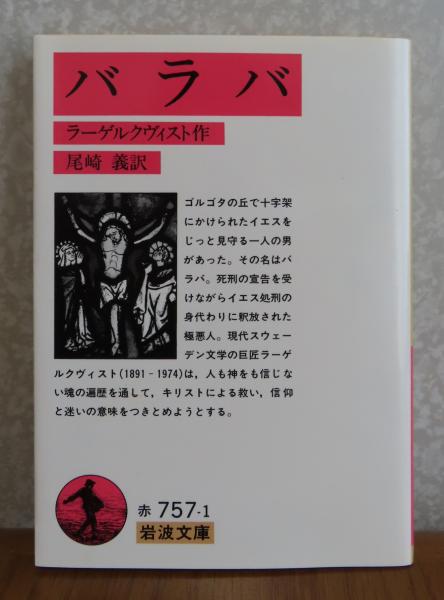 バラバ
ラーゲルクヴィスト作
尾崎 義訳
ゴルゴタの丘で十字架
にかけられたイエスを
じっと見守る一人の男
があった。その名はバ
ラバ。死刑の宣告を受
けながらイエス処刑の
身代わりに釈放された
極悪人。現代スウェー
デン文学の巨匠ラーゲ
ルクヴィスト(1891-1974)は，人も神をも信じな
い魂の遍歴を通して，キリストによる救い，信仰
と迷いの意味をつきとめようとする。
赤 757-1
岩波文庫